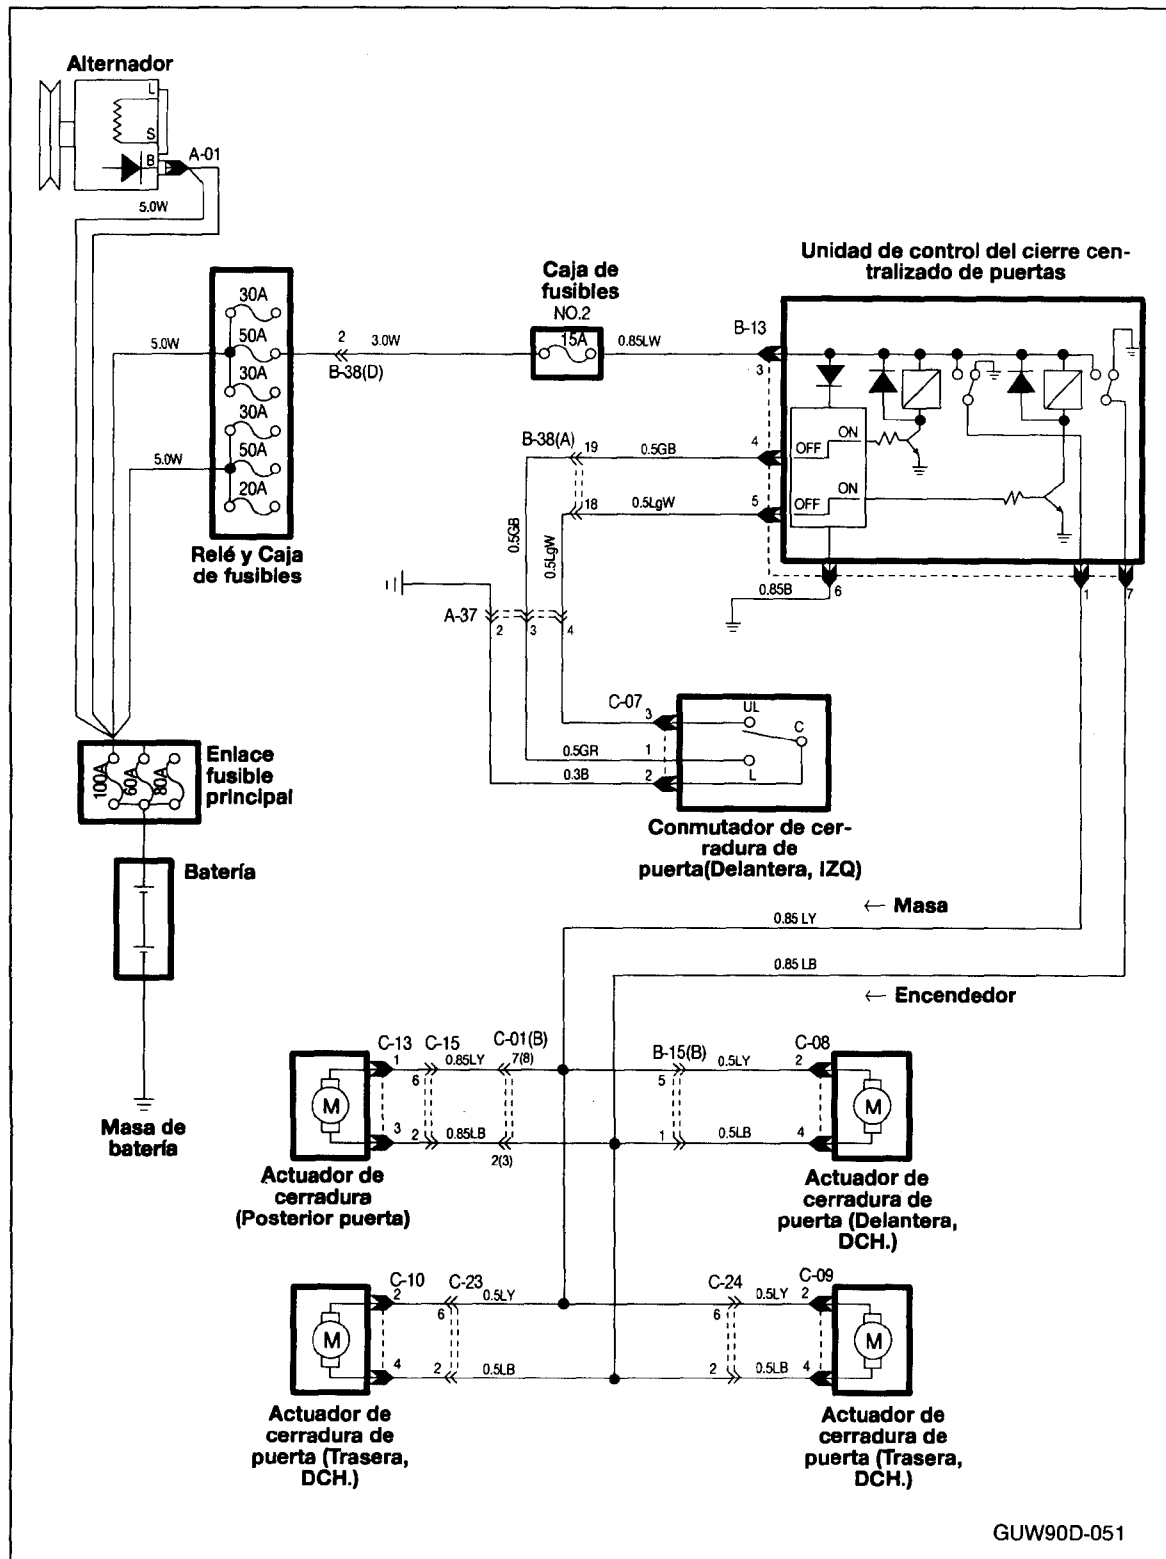 Alternador
L
S
B
A-01
5.0W
30A
50A
30A
30A
50A
20A
5.0W
5.0W
Relé y Caja
de fusibles
2
3.0W
B-38(D)
Caja de
fusibles
NO.2
15A
0.85LW
Unidad de control del cierre cen-
tralizado de puertas
B-13
3
B-38(A)
19
0.5GB
4
OFF
ON
18
0.5LgW
5
OFF
ON
0.5GB
0.5LgW
0.85B
6
1
7
A-37
2
3
4
C-07
3
UL
C
0.5GR
1
L
0.3B
2
Conmutador de cer-
radura de
puerta(Delantera, IZQ)
100A
60A
80A
Enlace
fusible
principal
Batería
Masa de
batería
0.85 LY
← Masa
0.85 LB
← Encendedor
C-13
C-15
C-01(B)
1
6
0.85LY
7(8)
3
2
0.85LB
2(3)
M
Actuador de
cerradura
(Posterior puerta)
B-15(B)
C-08
5
0.5LY
2
1
0.5LB
4
M
Actuador de
cerradura de
puerta (Delantera,
DCH.)
C-10
C-23
2
6
0.5LY
4
2
0.5LB
M
Actuador de
cerradura de
puerta (Trasera,
DCH.)
C-24
C-09
6
0.5LY
2
2
0.5LB
4
M
Actuador de
cerradura de
puerta (Trasera,
DCH.)
GUW90D-051